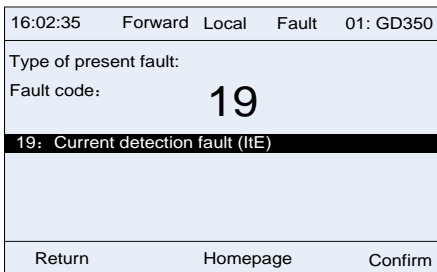 16:02:35 Forward Local Fault 01: GD350
Type of present fault:
Fault code： 19
19：Current detection fault (ItE)
Return Homepage Confirm